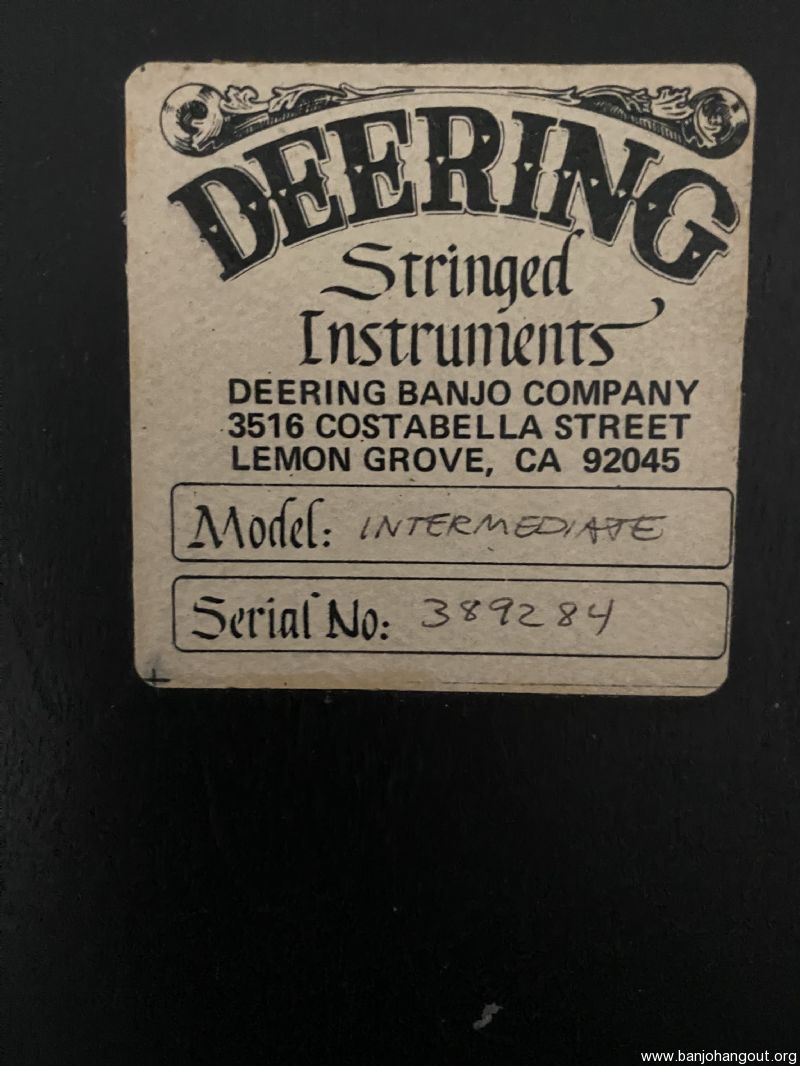 DEERING
Stringed
Instruments
DEERING BANJO COMPANY
3516 COSTABELLA STREET
LEMON GROVE, CA 92045
Model: INTERMEDIATE
Serial No: 389284
www.banjohangout.org